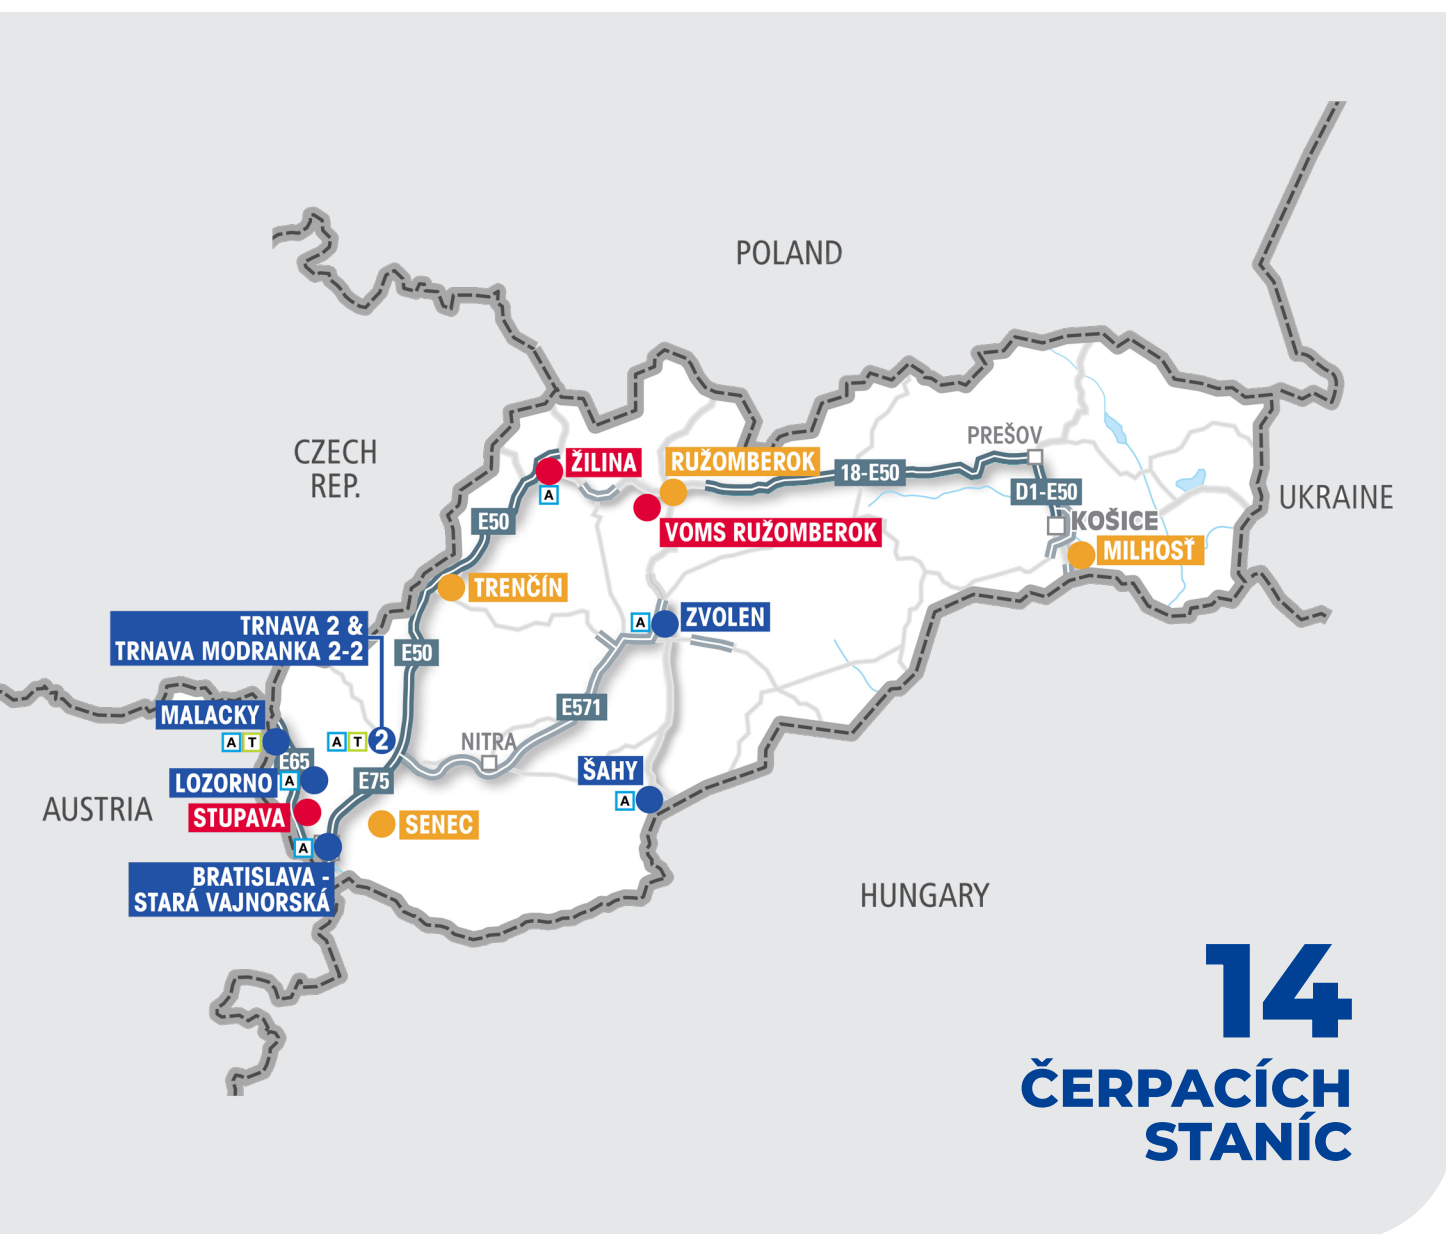 POLAND
CZECH
REP.
PREŠOV
ŽILINA
RUŽOMBEROK
18-E50
A
D1-E50
UKRAINE
E50
VOMS RUŽOMBEROK
KOŠICE
MILHOSŤ
TRENČÍN
TRNAVA 2 &
TRNAVA MODRANKA 2-2
A
ZVOLEN
E50
E571
MALACKY
A T
A T 2
NITRA
E65
LOZORNO
A
E75
ŠAHY
A
AUSTRIA
STUPAVA
SENEC
A
BRATISLAVA -
STARÁ VAJNORSKÁ
HUNGARY
14
ČERPACÍCH
STANÍC